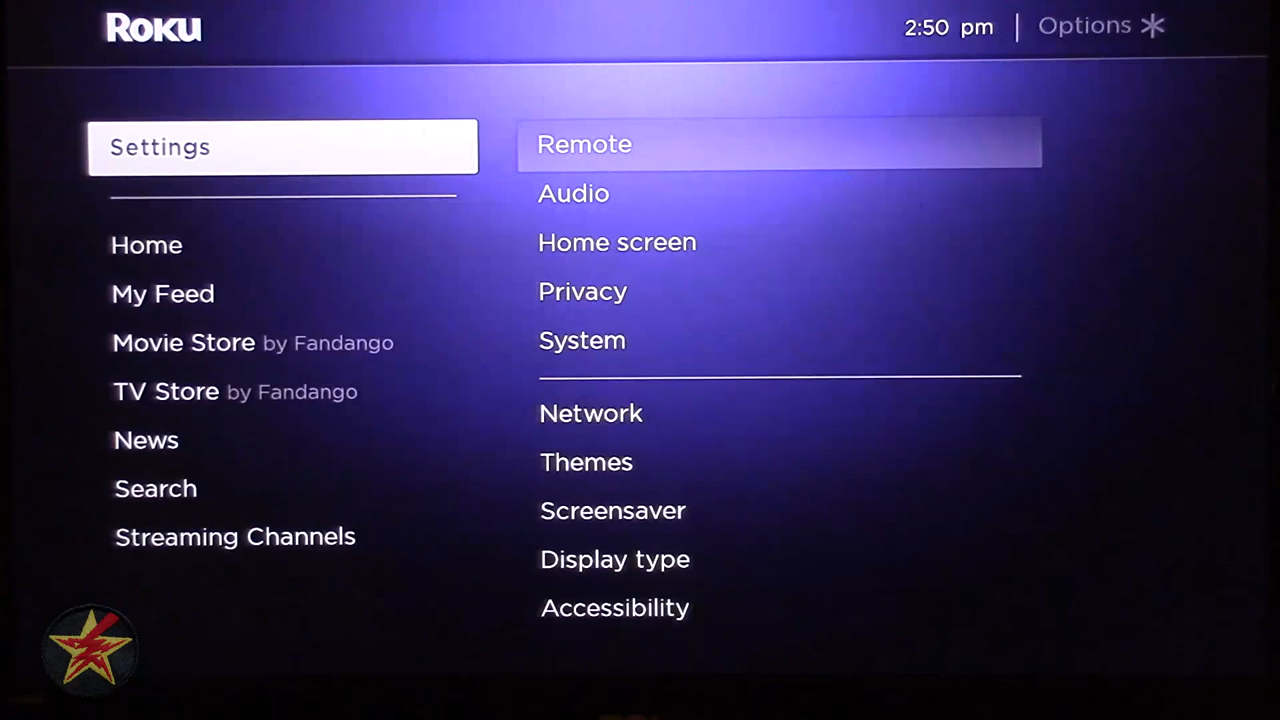 Roku
2:50 pm | Options *
Settings
Home
My Feed
Movie Store by Fandango
TV Store by Fandango
News
Search
Streaming Channels
Remote
Audio
Home screen
Privacy
System
Network
Themes
Screensaver
Display type
Accessibility